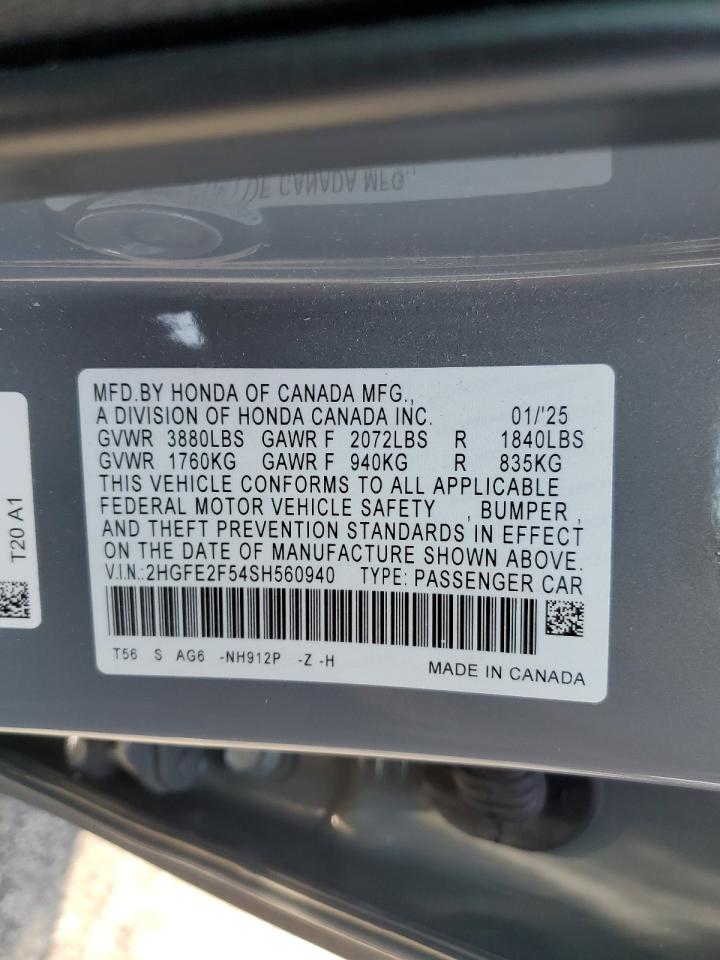 MFD.BY HONDA OF CANADA MFG.,
A DIVISION OF HONDA CANADA INC. 01/'25
GVWR 3880LBS GAWR F 2072LBS R 1840LBS
GVWR 1760KG GAWR F 940KG R 835KG
THIS VEHICLE CONFORMS TO ALL APPLICABLE
FEDERAL MOTOR VEHICLE SAFETY , BUMPER ,
AND THEFT PREVENTION STANDARDS IN EFFECT
ON THE DATE OF MANUFACTURE SHOWN ABOVE.
V.I.N.:2HGFE2F54SH560940 TYPE: PASSENGER CAR
T56 S AG6 -NH912P -Z -H
MADE IN CANADA
T20 A1